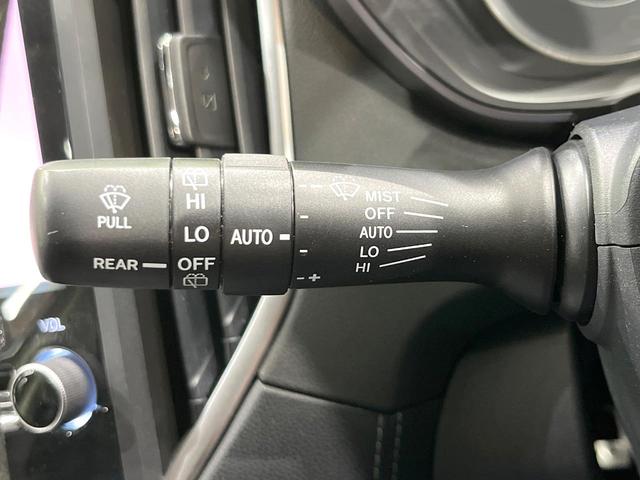 PULL
REAR
HI
LO
OFF
AUTO
- +
MIST
OFF
AUTO
LO
HI
VOL